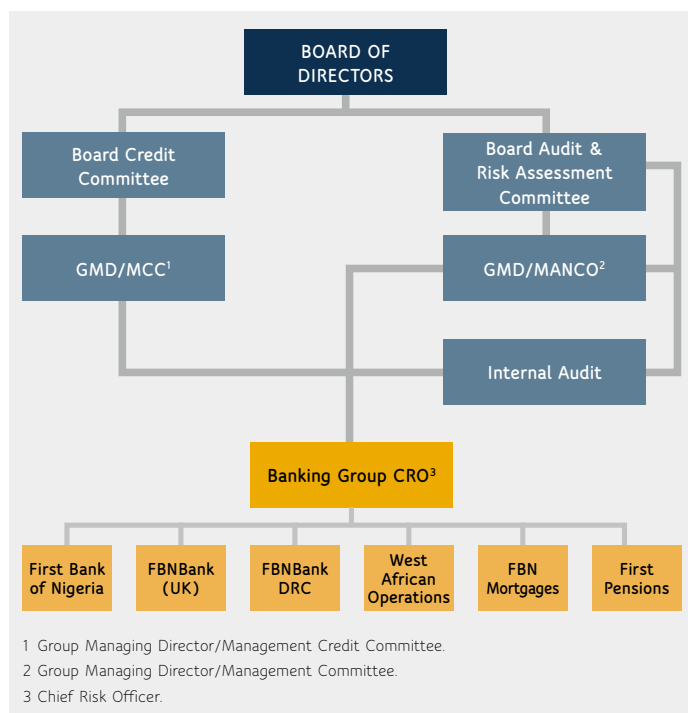 BOARD OF
DIRECTORS
Board Credit
Committee
Board Audit &
Risk Assessment
Committee
GMD/MCC¹
GMD/MANCO²
Internal Audit
Banking Group CRO³
First Bank
of Nigeria
FBNBank
(UK)
FBNBank
DRC
West
African
Operations
FBN
Mortgages
First
Pensions
1 Group Managing Director/Management Credit Committee.
2 Group Managing Director/Management Committee.
3 Chief Risk Officer.